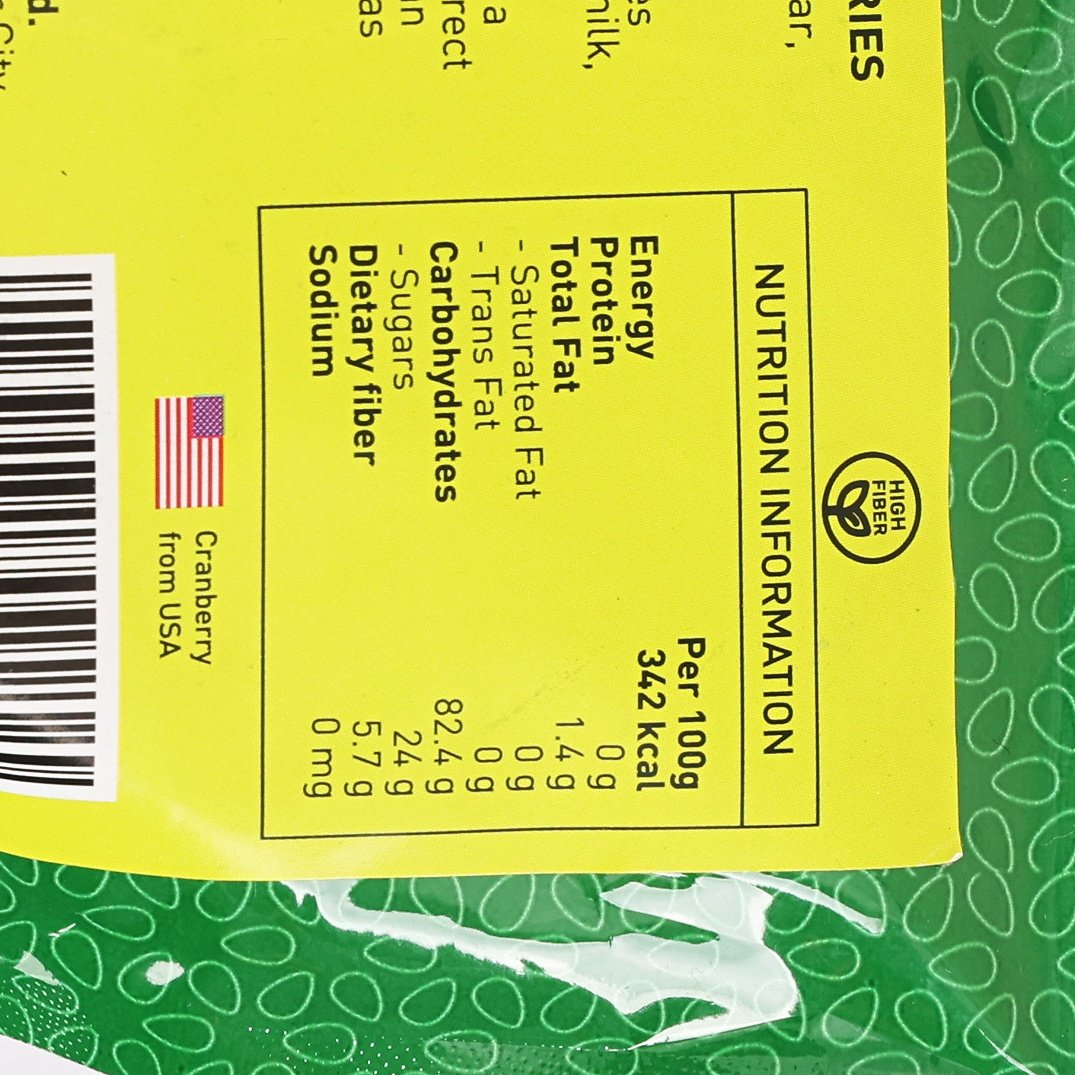 HIGH
FIBER
NUTRITION INFORMATION
Per 100g
Energy 342 kcal
Protein 0 g
Total Fat 1.4 g
- Saturated Fat 0 g
- Trans Fat 0 g
Carbohydrates 82.4 g
- Sugars 24 g
Dietary fiber 5.7 g
Sodium 0 mg
Cranberry
from USA